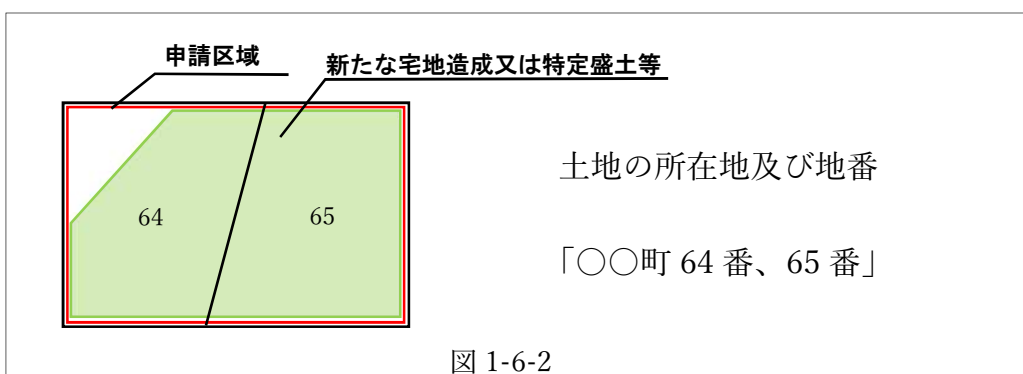 申請区域
新たな宅地造成又は特定盛土等
64
65
土地の所在地及び地番
「○○町 64 番、65 番」
図 1-6-2